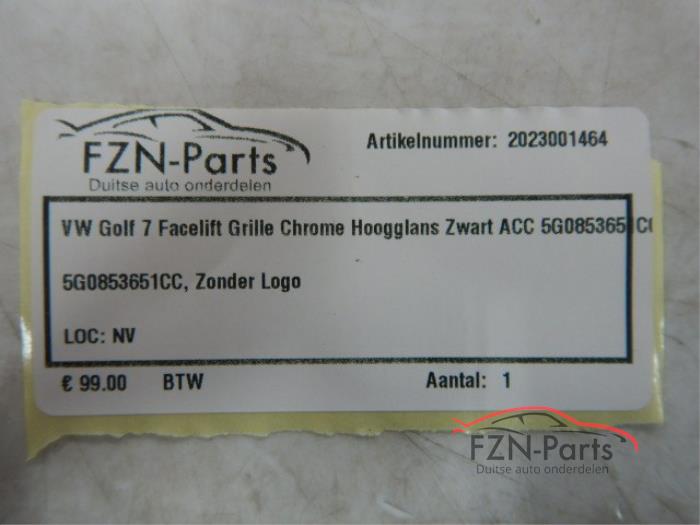 FZN-Parts
Duitse auto onderdelen
Artikelnummer: 2023001464
VW Golf 7 Facelift Grille Chrome Hoogglans Zwart ACC 5G0853651CC
5G0853651CC, Zonder Logo
LOC: NV
€ 99.00 BTW Aantal: 1
FZN-Parts
Duitse auto onderdelen